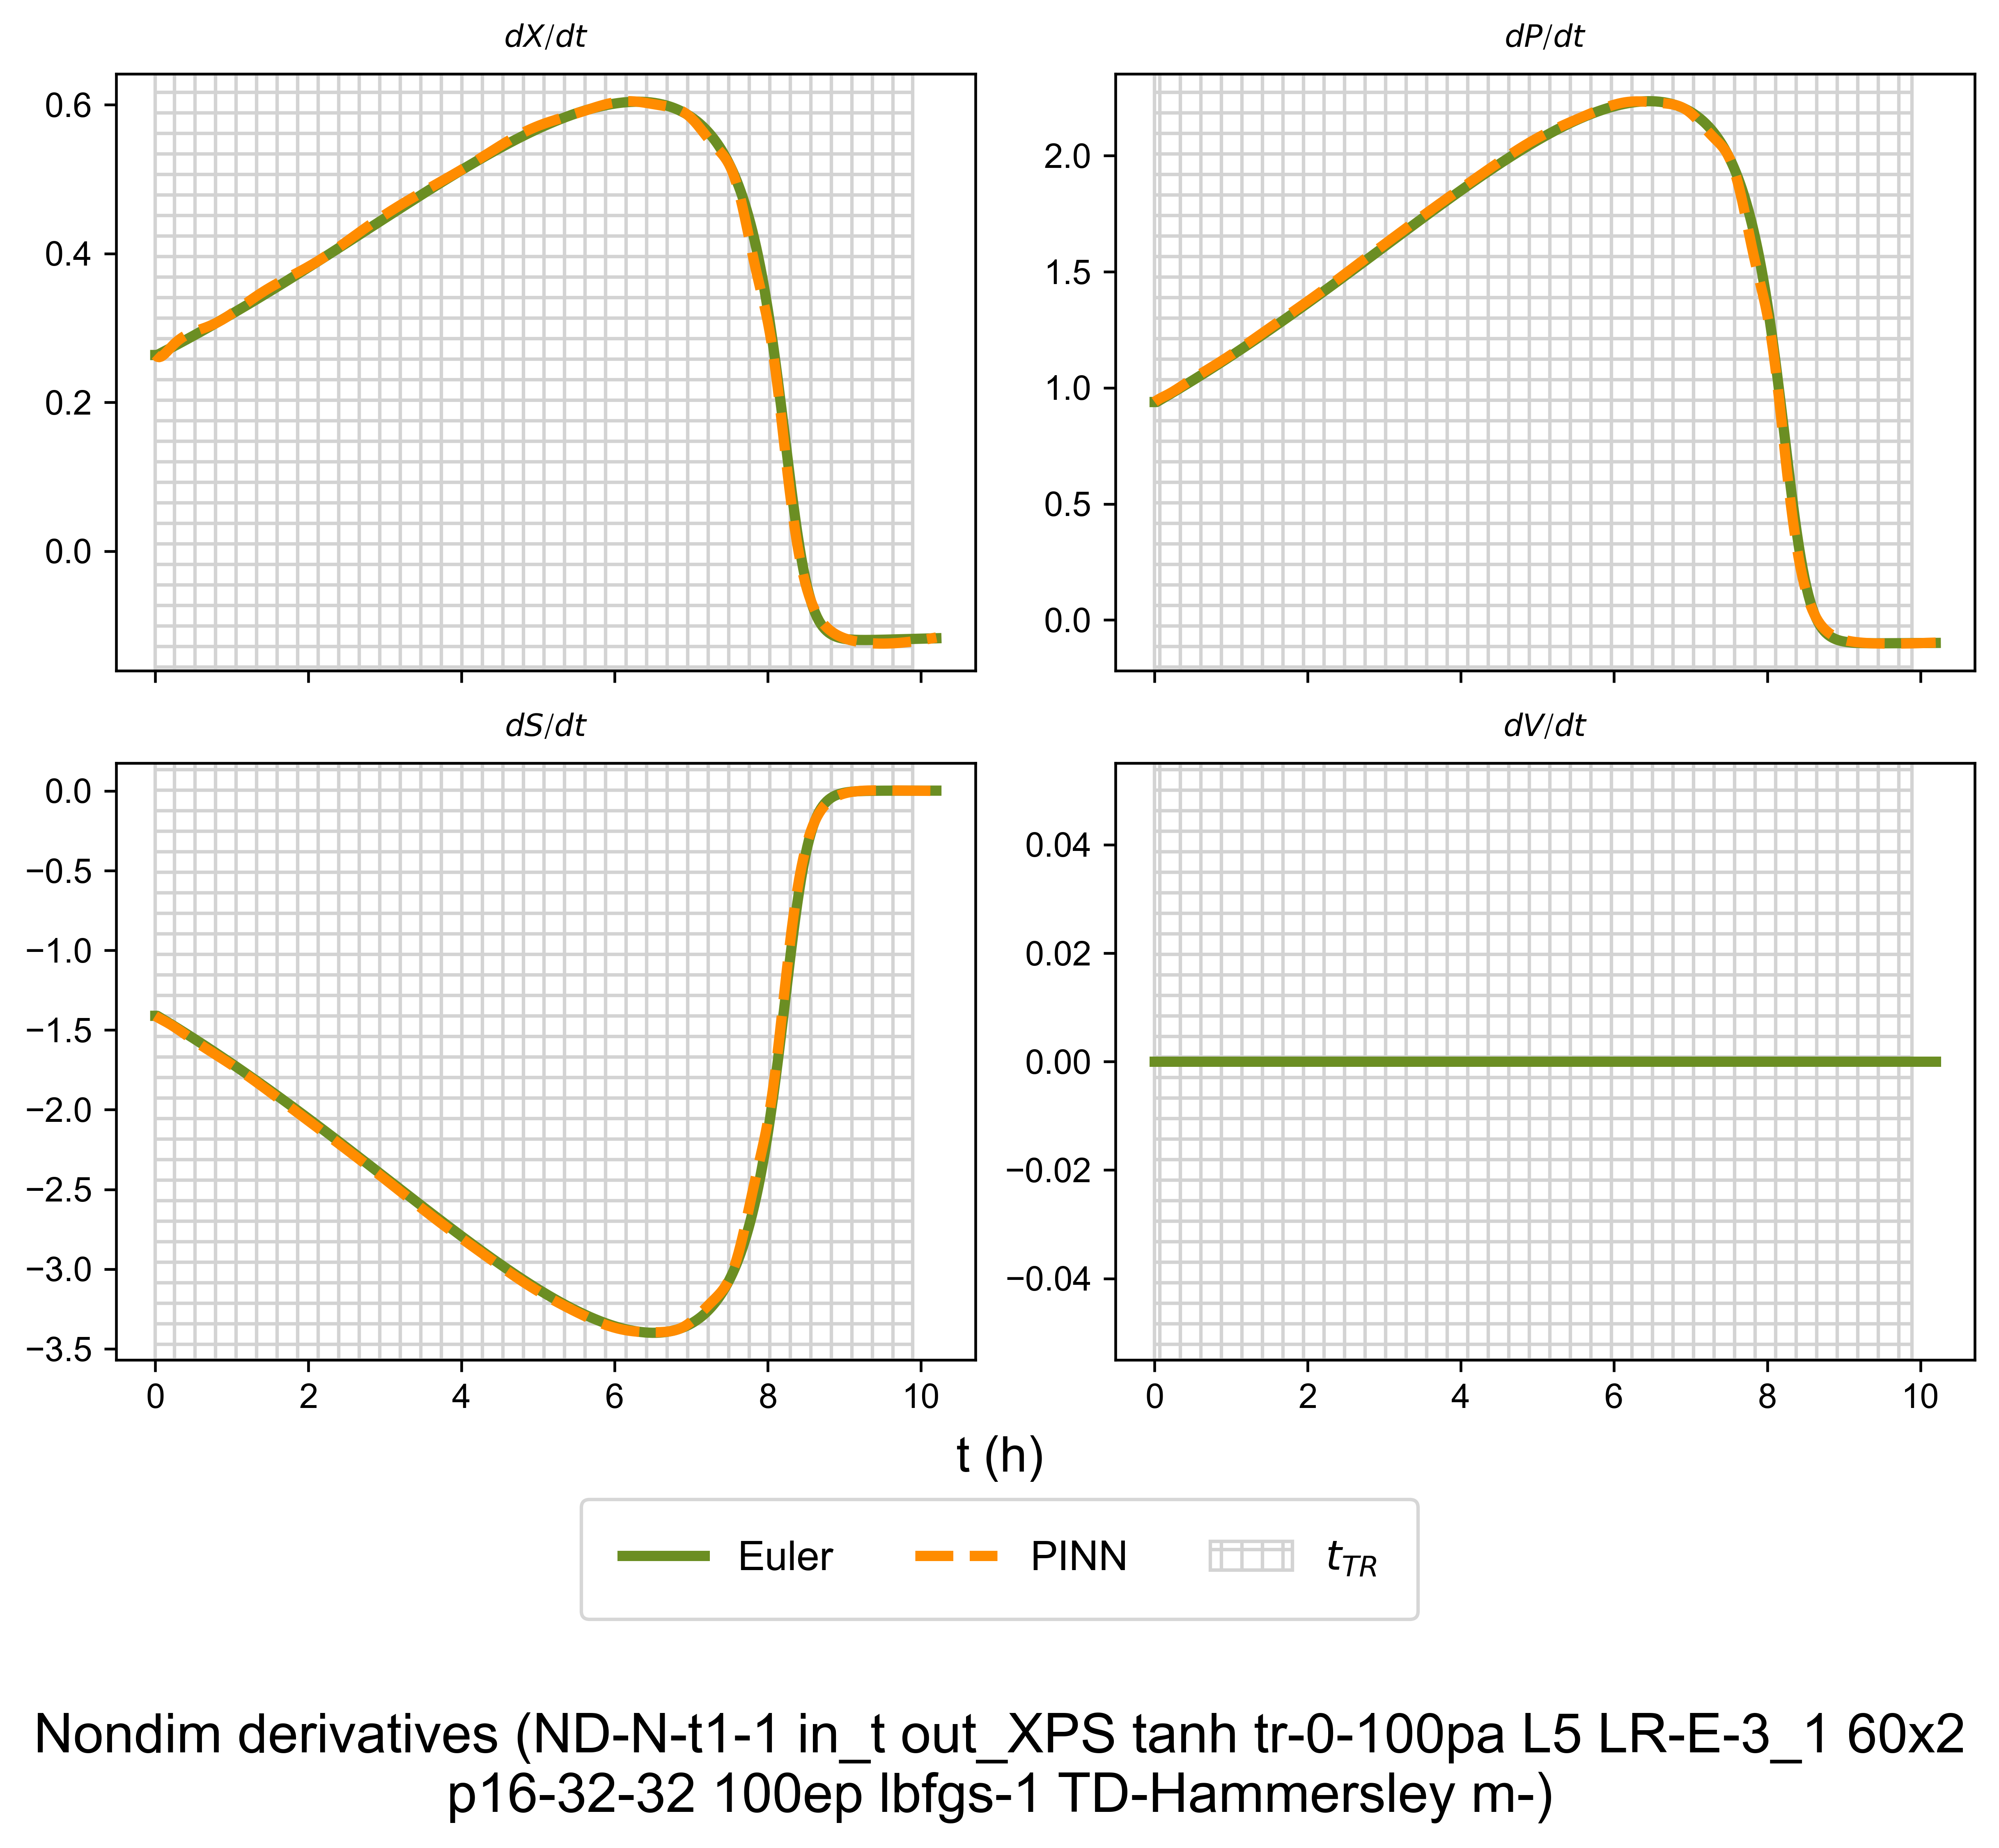 dX/dt
dP/dt
0.6
0.4
0.2
0.0
2.0
1.5
1.0
0.5
0.0
dS/dt
dV/dt
0.0
−0.5
−1.0
−1.5
−2.0
−2.5
−3.0
−3.5
0.04
0.02
0.00
−0.02
−0.04
0 2 4 6 8 10
0 2 4 6 8 10
t (h)
Euler PINN t_TR
Nondim derivatives (ND-N-t1-1 in_t out_XPS tanh tr-0-100pa L5 LR-E-3_1 60x2
p16-32-32 100ep lbfgs-1 TD-Hammersley m-)